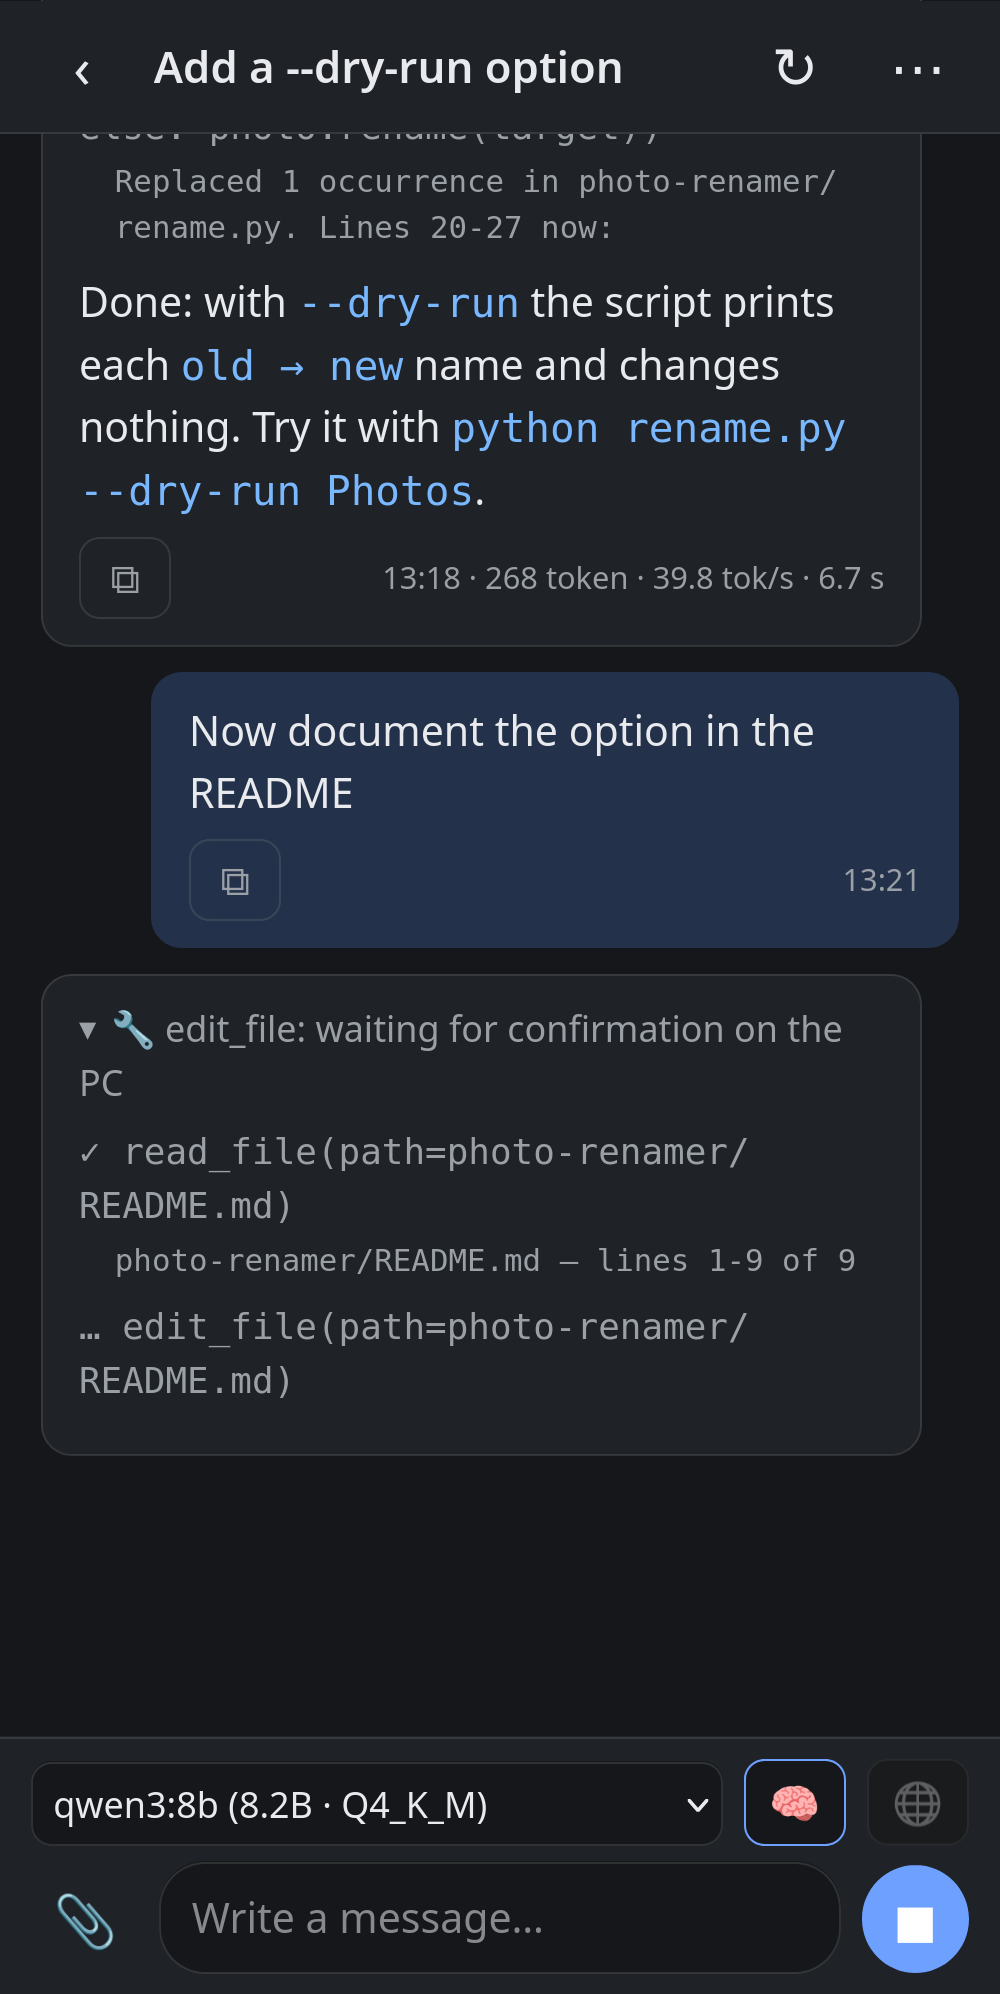 ‹ Add a --dry-run option ↻ ⋯
else: photo.rename(target))
Replaced 1 occurrence in photo-renamer/
rename.py. Lines 20-27 now:
Done: with --dry-run the script prints
each old → new name and changes
nothing. Try it with python rename.py
--dry-run Photos.
13:18 · 268 token · 39.8 tok/s · 6.7 s
Now document the option in the
README
13:21
▾ 🔧 edit_file: waiting for confirmation on the
PC
✓ read_file(path=photo-renamer/
README.md)
photo-renamer/README.md — lines 1-9 of 9
… edit_file(path=photo-renamer/
README.md)
qwen3:8b (8.2B · Q4_K_M)
Write a message…